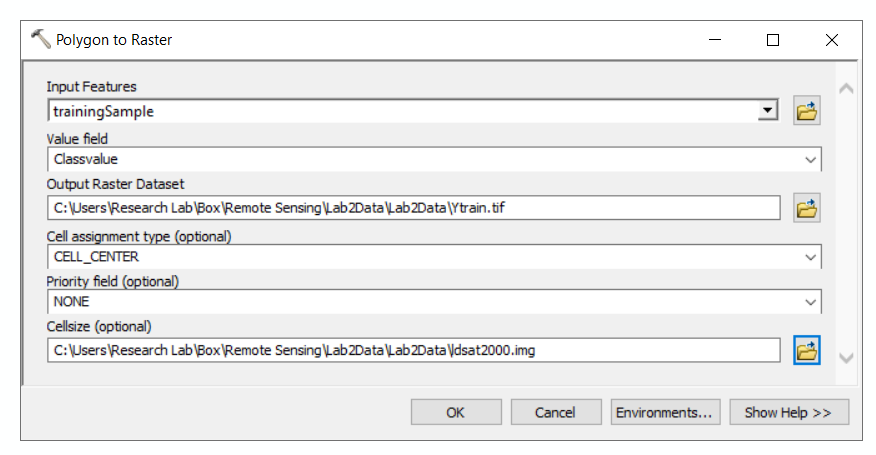 Polygon to Raster
Input Features
trainingSample
Value field
Classvalue
Output Raster Dataset
C:\Users\Research Lab\Box\Remote Sensing\Lab2Data\Lab2Data\Ytrain.tif
Cell assignment type (optional)
CELL_CENTER
Priority field (optional)
NONE
Cellsize (optional)
C:\Users\Research Lab\Box\Remote Sensing\Lab2Data\Lab2Data\ldsat2000.img
OK Cancel Environments... Show Help >>